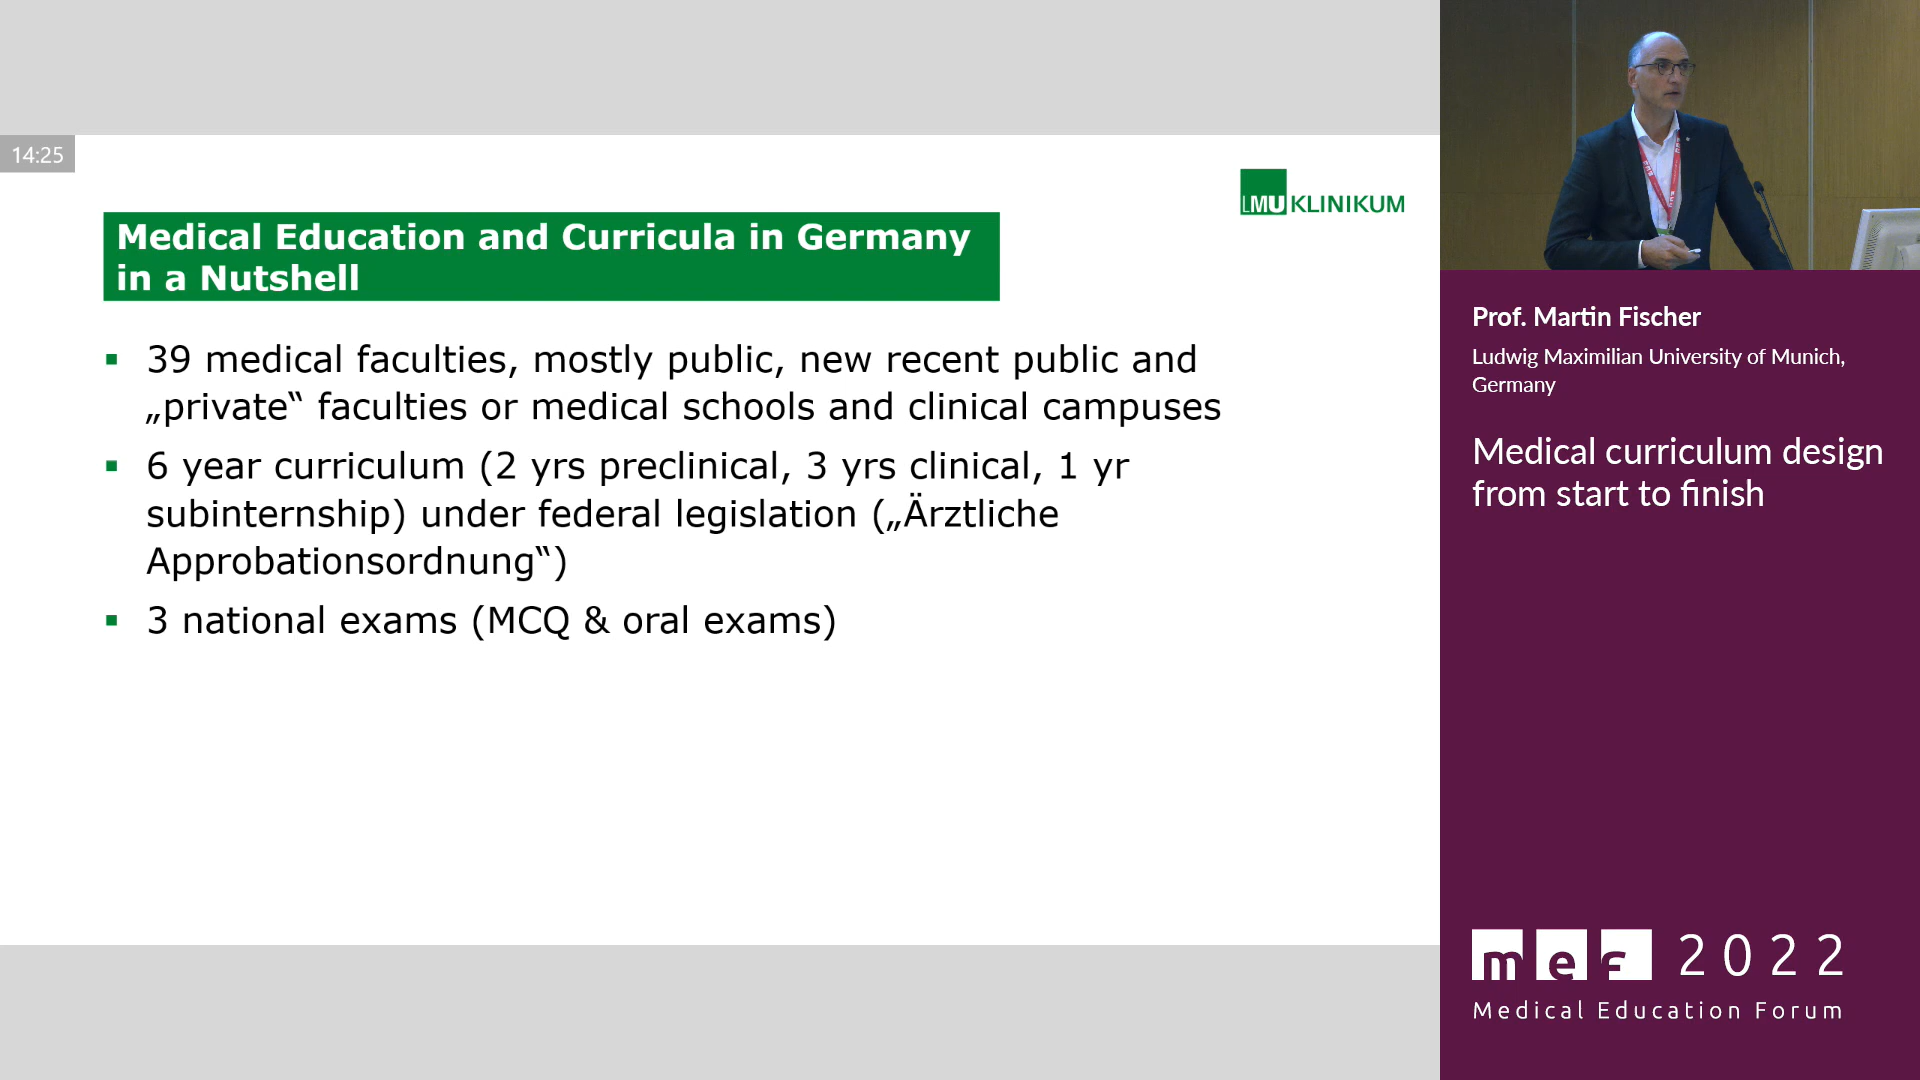 14:25
LMU KLINIKUM
Medical Education and Curricula in Germany
in a Nutshell
▪ 39 medical faculties, mostly public, new recent public and
„private“ faculties or medical schools and clinical campuses
▪ 6 year curriculum (2 yrs preclinical, 3 yrs clinical, 1 yr
subinternship) under federal legislation („Ärztliche
Approbationsordnung“)
▪ 3 national exams (MCQ & oral exams)
Prof. Martin Fischer
Ludwig Maximilian University of Munich,
Germany
Medical curriculum design
from start to finish
mef 2022
Medical Education Forum